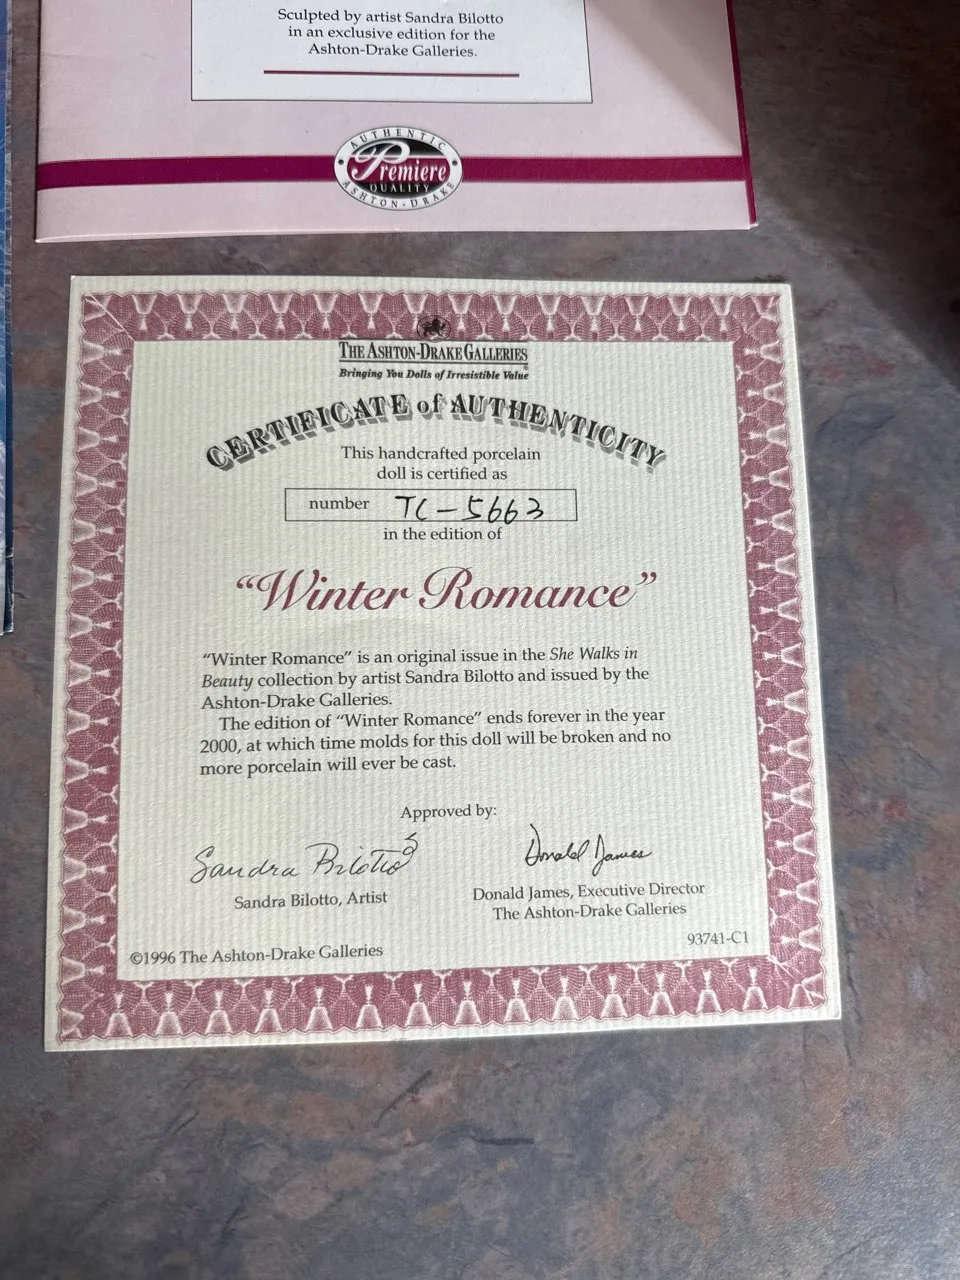 Sculpted by artist Sandra Bilotto
in an exclusive edition for the
Ashton-Drake Galleries.
AUTHENTIC
Premiere
QUALITY
ASHTON-DRAKE
THE ASHTON-DRAKE GALLERIES
Bringing You Dolls of Irresistible Value®
CERTIFICATE of AUTHENTICITY
This handcrafted porcelain
doll is certified as
number TC-5663
in the edition of
“Winter Romance”
“Winter Romance” is an original issue in the She Walks in
Beauty collection by artist Sandra Bilotto and issued by the
Ashton-Drake Galleries.
The edition of “Winter Romance” ends forever in the year
2000, at which time molds for this doll will be broken and no
more porcelain will ever be cast.
Approved by:
Sandra Bilotto Donald James
Sandra Bilotto, Artist
Donald James, Executive Director
The Ashton-Drake Galleries
93741-C1
©1996 The Ashton-Drake Galleries